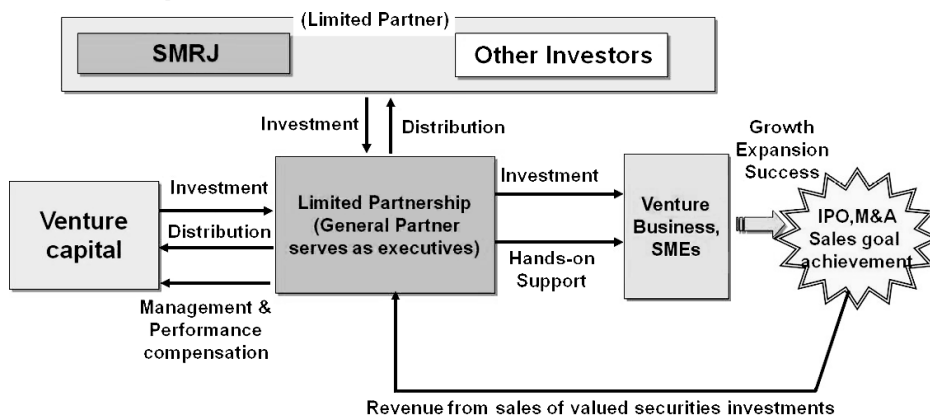 (Limited Partner)
SMRJ
Other Investors
Investment
Distribution
Growth
Expansion
Success
Venture
capital
Investment
Distribution
Management &
Performance
compensation
Limited Partnership
(General Partner
serves as executives)
Investment
Hands-on
Support
Venture
Business,
SMEs
IPO,M&A
Sales goal
achievement
Revenue from sales of valued securities investments